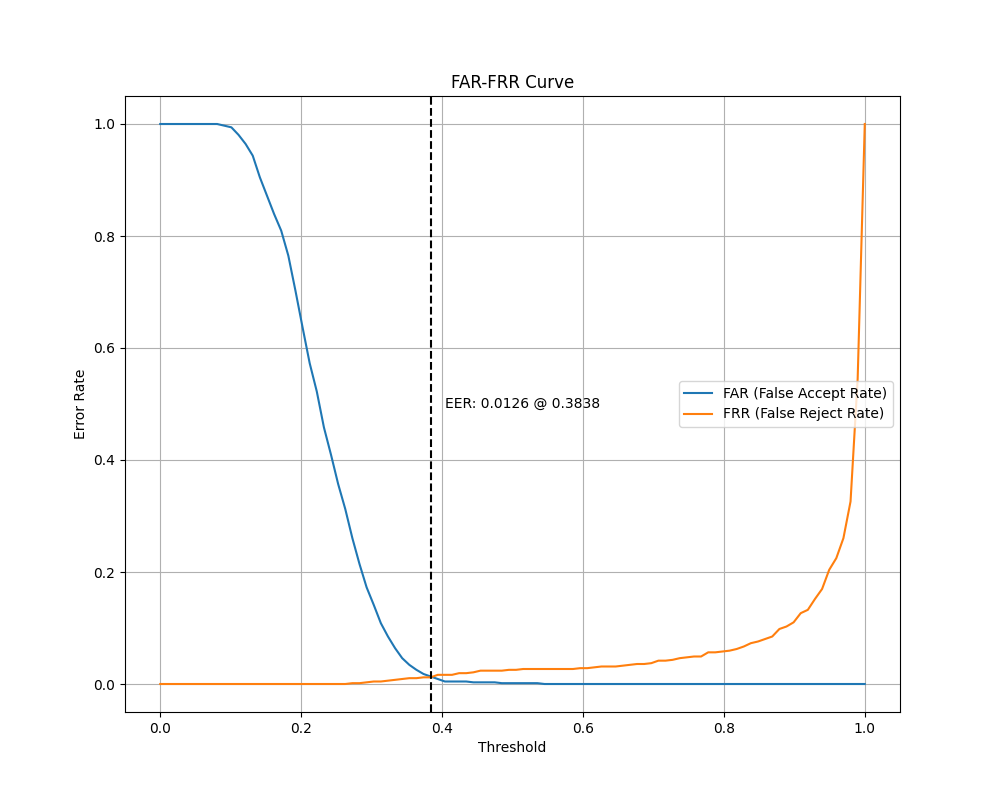 FAR-FRR Curve
Error Rate
1.0
0.8
0.6
0.4
0.2
0.0
EER: 0.0126 @ 0.3838
FAR (False Accept Rate)
FRR (False Reject Rate)
0.0 0.2 0.4 0.6 0.8 1.0
Threshold